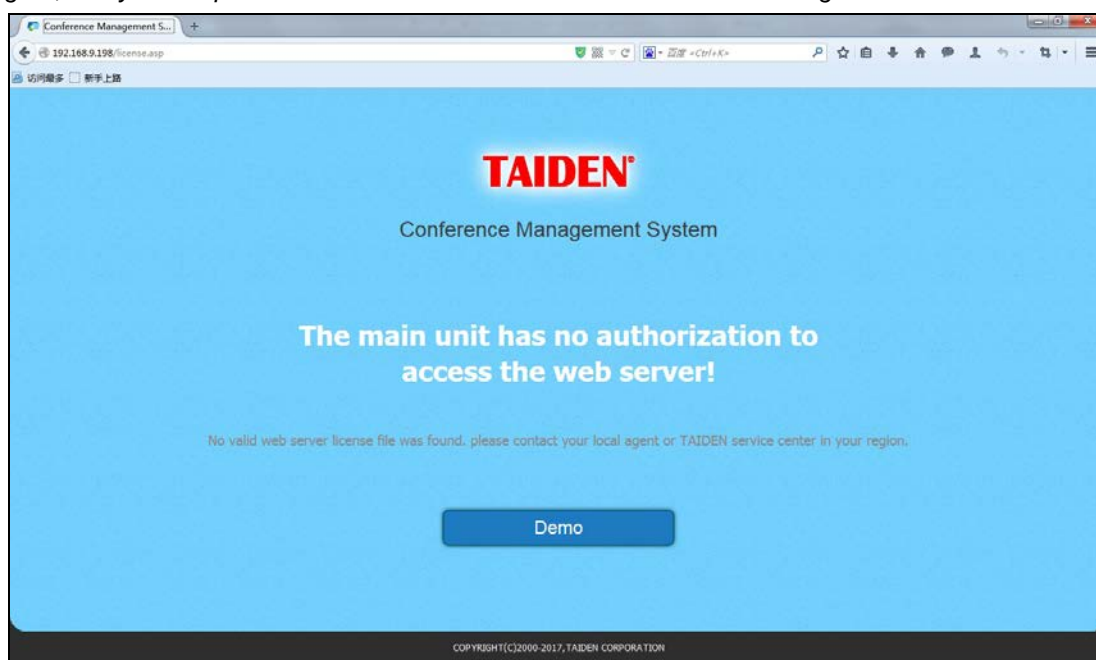 Conference Management S...
192.168.9.198/license.asp
百度 <Ctrl+K>
访问最多 新手上路
TAIDEN®
Conference Management System
The main unit has no authorization to
access the web server!
No valid web server license file was found. please contact your local agent or TAIDEN service center in your region.
Demo
COPYRIGHT(C)2000-2017, TAIDEN CORPORATION